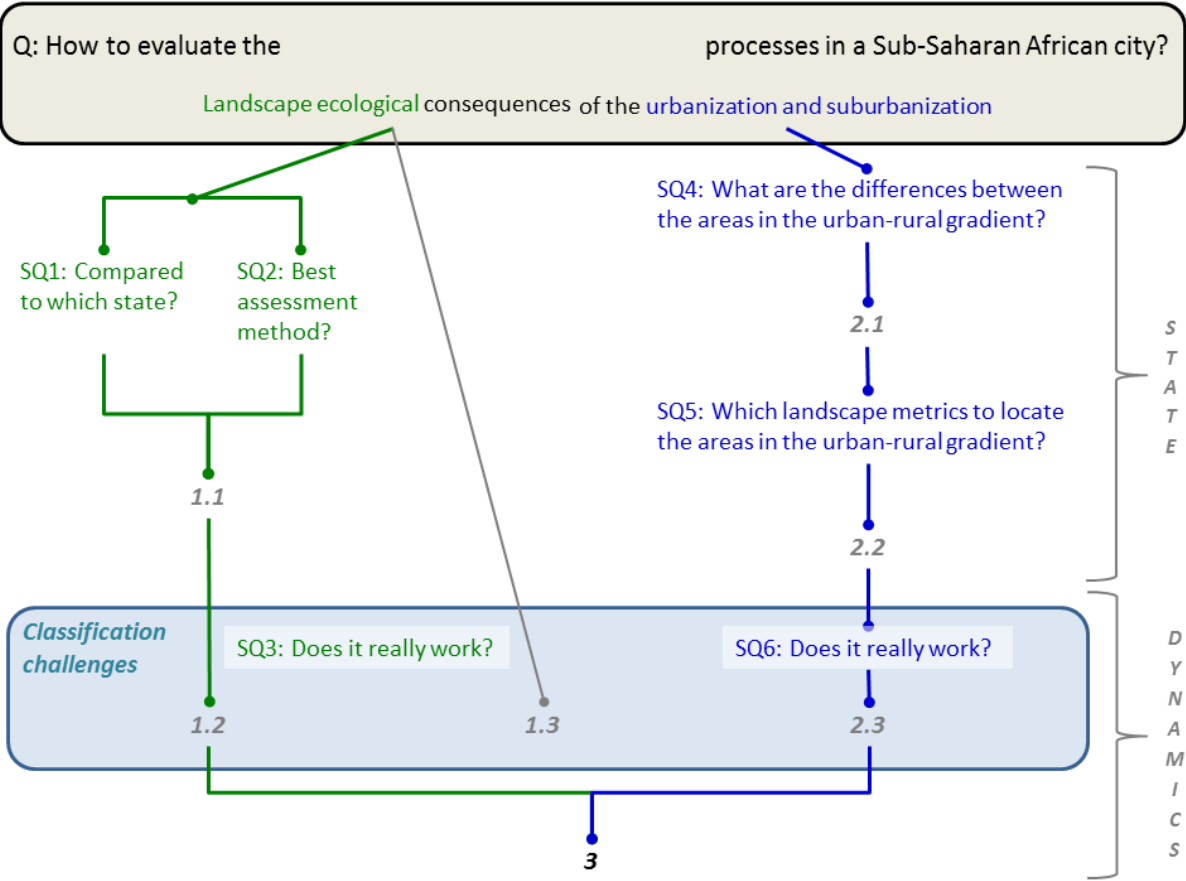 Q: How to evaluate the processes in a Sub-Saharan African city?
Landscape ecological consequences of the urbanization and suburbanization
SQ4: What are the differences between
the areas in the urban-rural gradient?
SQ1: Compared
to which state?
SQ2: Best
assessment
method?
2.1
SQ5: Which landscape metrics to locate
the areas in the urban-rural gradient?
1.1
2.2
STATE
Classification
challenges
SQ3: Does it really work?
SQ6: Does it really work?
1.2
1.3
2.3
DYNAMICS
3